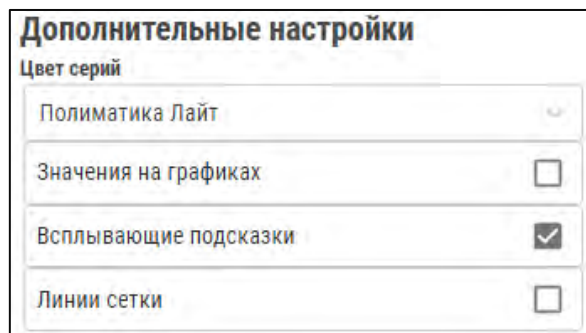 Дополнительные настройки
Цвет серий
Полиматика Лайт
Значения на графиках
Всплывающие подсказки
Линии сетки